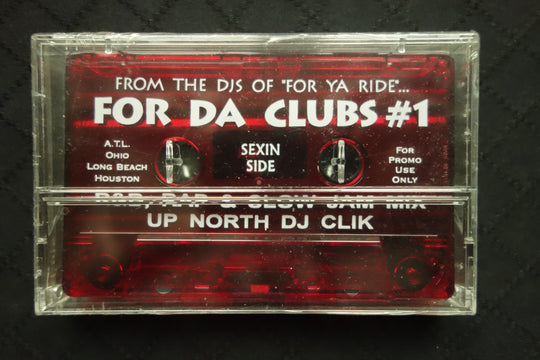 FROM THE DJS OF "FOR YA RIDE"...
FOR DA CLUBS #1
A.T.L.
OHIO
LONG BEACH
HOUSTON
SEXIN
SIDE
FOR
PROMO
USE
ONLY
R&B, RAP & SLOW JAM MIX
UP NORTH DJ CLIK